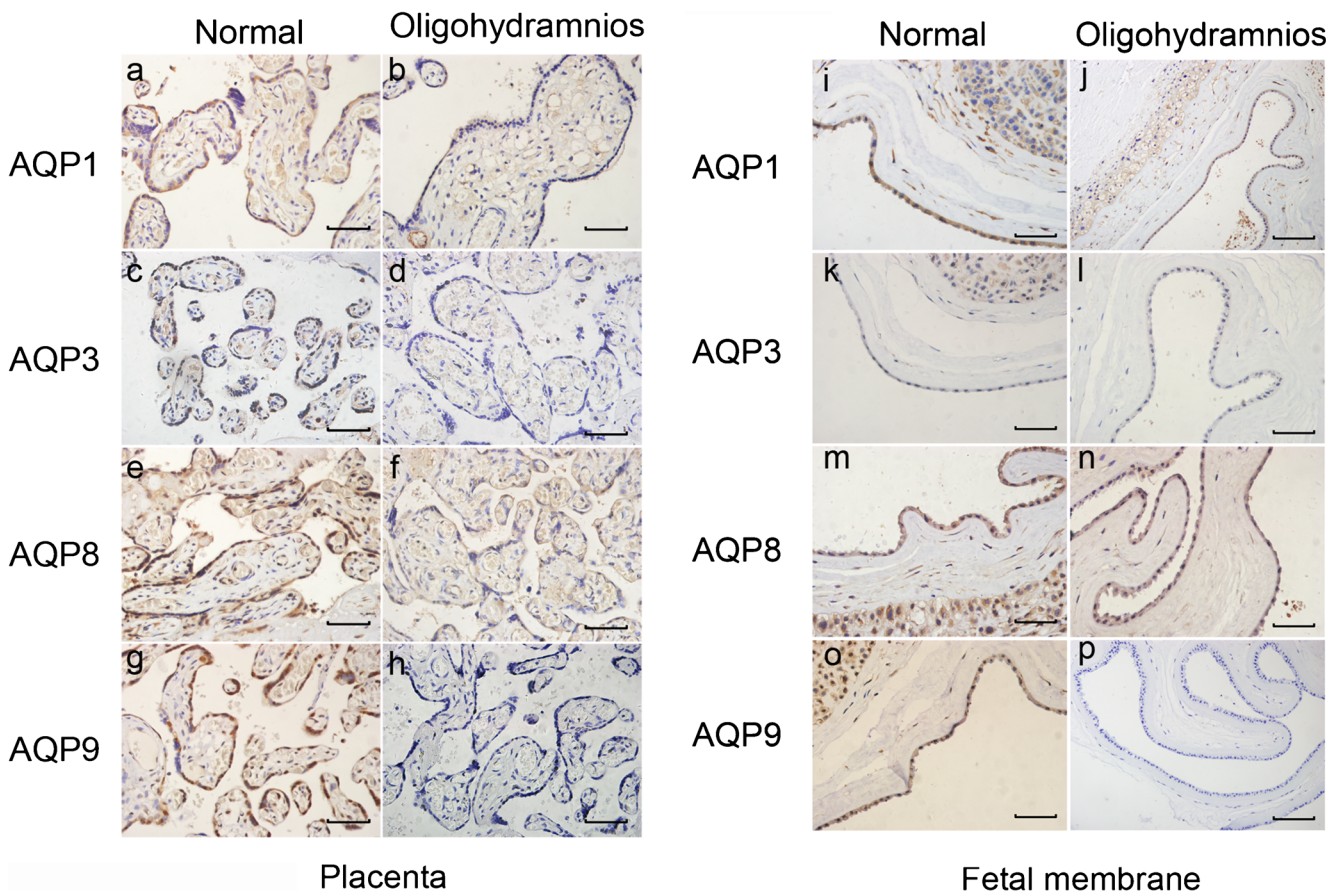 Normal Oligohydramnios
AQP1 a b
AQP3 c d
AQP8 e f
AQP9 g h
Placenta
Normal Oligohydramnios
AQP1 i j
AQP3 k l
AQP8 m n
AQP9 o p
Fetal membrane